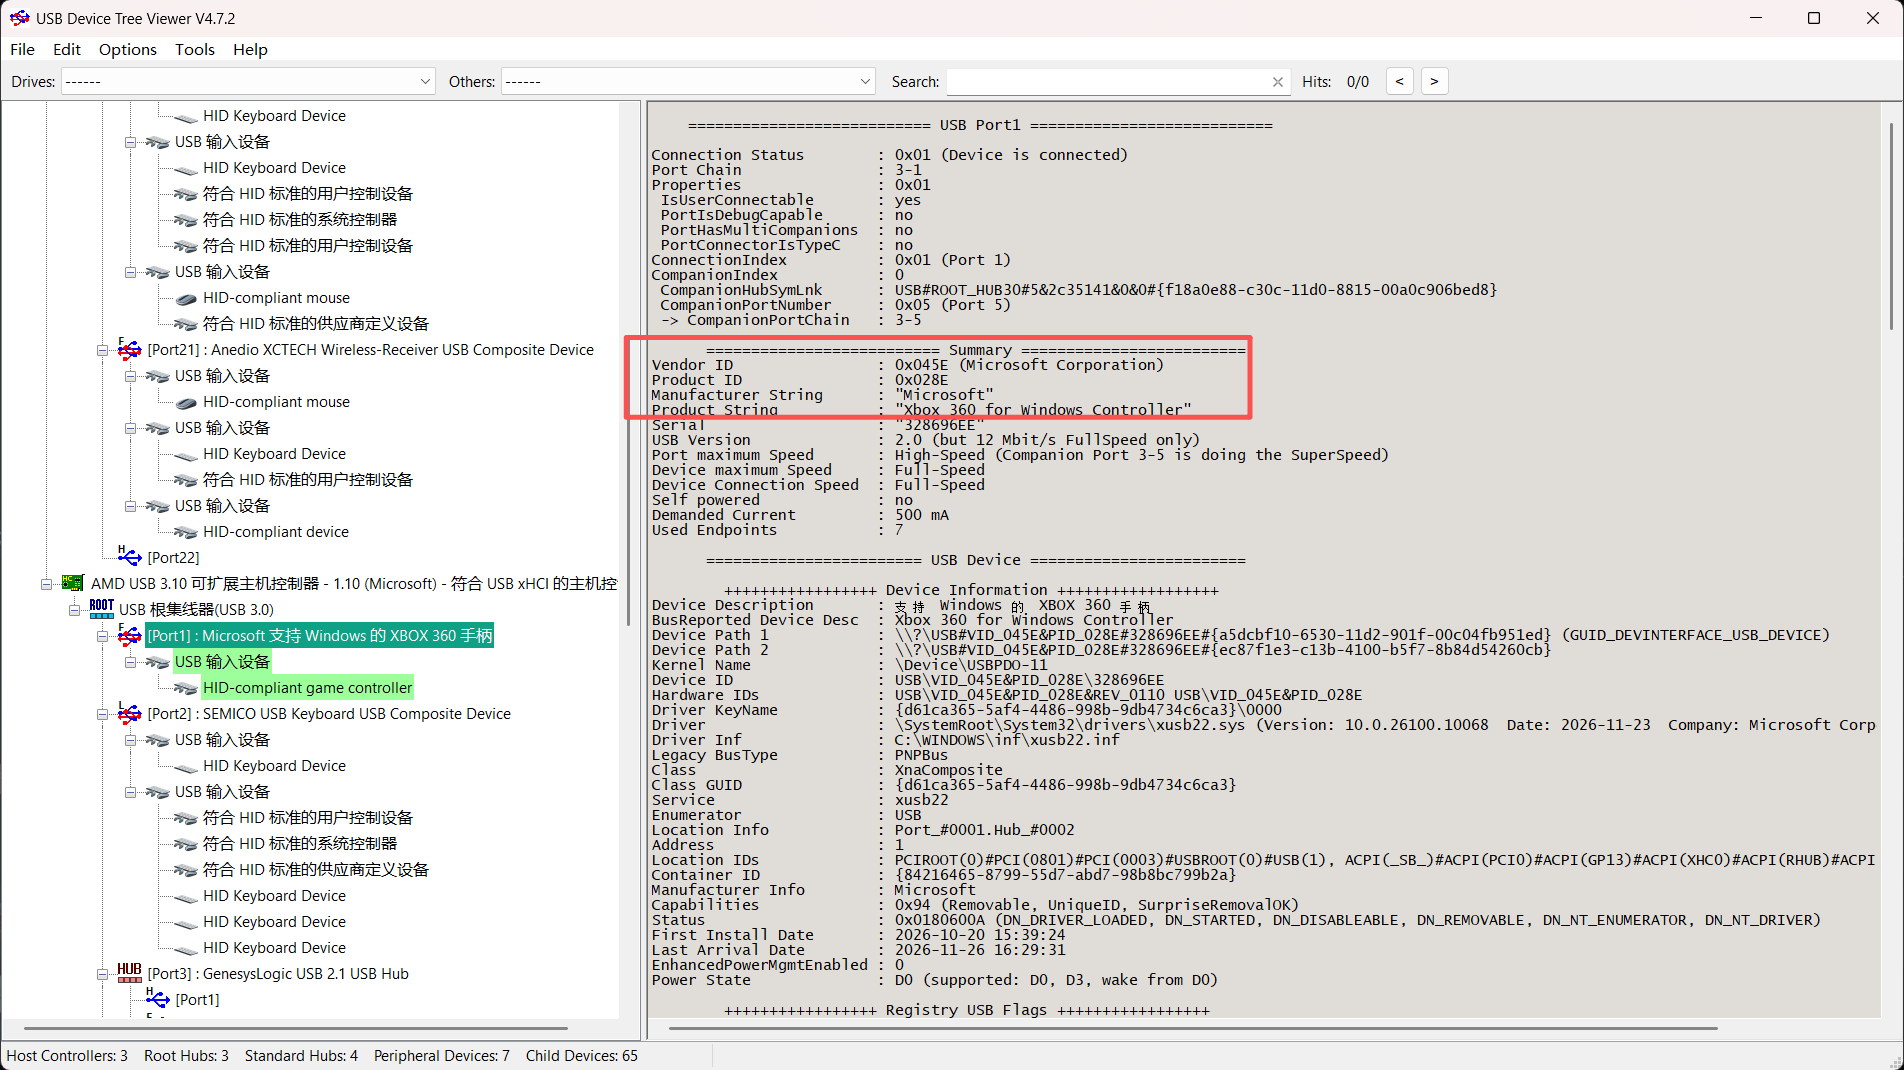 USB Device Tree Viewer V4.7.2
File Edit Options Tools Help
Drives: ------ Others: ------ Search: Hits: 0/0 < >
HID Keyboard Device
USB 输入设备
HID Keyboard Device
符合 HID 标准的用户控制设备
符合 HID 标准的系统控制器
符合 HID 标准的用户控制设备
USB 输入设备
HID-compliant mouse
符合 HID 标准的供应商定义设备
[Port21] : Anedio XCTECH Wireless-Receiver USB Composite Device
USB 输入设备
HID-compliant mouse
USB 输入设备
HID Keyboard Device
符合 HID 标准的用户控制设备
USB 输入设备
HID-compliant device
[Port22]
AMD USB 3.10 可扩展主机控制器 - 1.10 (Microsoft) - 符合 USB xHCI 的主机控
USB 根集线器(USB 3.0)
[Port1] : Microsoft 支持 Windows 的 XBOX 360 手柄
USB 输入设备
HID-compliant game controller
[Port2] : SEMICO USB Keyboard USB Composite Device
USB 输入设备
HID Keyboard Device
USB 输入设备
符合 HID 标准的用户控制设备
符合 HID 标准的系统控制器
符合 HID 标准的供应商定义设备
HID Keyboard Device
HID Keyboard Device
HID Keyboard Device
[Port3] : GenesysLogic USB 2.1 USB Hub
[Port1]
=========================== USB Port1 ===========================
Connection Status : 0x01 (Device is connected)
Port Chain : 3-1
Properties : 0x01
IsUserConnectable : yes
PortIsDebugCapable : no
PortHasMultiCompanions : no
PortConnectorIsTypeC : no
ConnectionIndex : 0x01 (Port 1)
CompanionIndex : 0
CompanionHubSymLnk : USB#ROOT_HUB30#5&2c35141&0&0#{f18a0e88-c30c-11d0-8815-00a0c906bed8}
CompanionPortNumber : 0x05 (Port 5)
-> CompanionPortChain : 3-5
========================== Summary =========================
Vendor ID : 0x045E (Microsoft Corporation)
Product ID : 0x028E
Manufacturer String : "Microsoft"
Product String : "Xbox 360 for Windows Controller"
Serial : "328696EE"
USB Version : 2.0 (but 12 Mbit/s FullSpeed only)
Port maximum Speed : High-Speed (Companion Port 3-5 is doing the SuperSpeed)
Device maximum Speed : Full-Speed
Device Connection Speed : Full-Speed
Self powered : no
Demanded Current : 500 mA
Used Endpoints : 7
======================== USB Device ========================
+++++++++++++++++ Device Information ++++++++++++++++++
Device Description : 支持 Windows 的 XBOX 360 手柄
BusReported Device Desc : Xbox 360 for Windows Controller
Device Path 1 : \\?\USB#VID_045E&PID_028E#328696EE#{a5dcbf10-6530-11d2-901f-00c04fb951ed} (GUID_DEVINTERFACE_USB_DEVICE)
Device Path 2 : \\?\USB#VID_045E&PID_028E#328696EE#{ec87f1e3-c13b-4100-b5f7-8b84d54260cb}
Kernel Name : \Device\USBPDO-11
Device ID : USB\VID_045E&PID_028E\328696EE
Hardware IDs : USB\VID_045E&PID_028E&REV_0110 USB\VID_045E&PID_028E
Driver KeyName : {d61ca365-5af4-4486-998b-9db4734c6ca3}\0000
Driver : \SystemRoot\System32\drivers\xusb22.sys (Version: 10.0.26100.10068 Date: 2026-11-23 Company: Microsoft Corp
Driver Inf : C:\WINDOWS\inf\xusb22.inf
Legacy BusType : PNPBus
Class : XnaComposite
Class GUID : {d61ca365-5af4-4486-998b-9db4734c6ca3}
Service : xusb22
Enumerator : USB
Location Info : Port_#0001.Hub_#0002
Address : 1
Location IDs : PCIROOT(0)#PCI(0801)#PCI(0003)#USBROOT(0)#USB(1), ACPI(_SB_)#ACPI(PCI0)#ACPI(GP13)#ACPI(XHC0)#ACPI(RHUB)#ACPI
Container ID : {84216465-8799-55d7-abd7-98b8bc799b2a}
Manufacturer Info : Microsoft
Capabilities : 0x94 (Removable, UniqueID, SurpriseRemovalOK)
Status : 0x0180600A (DN_DRIVER_LOADED, DN_STARTED, DN_DISABLEABLE, DN_REMOVABLE, DN_NT_ENUMERATOR, DN_NT_DRIVER)
First Install Date : 2026-10-20 15:39:24
Last Arrival Date : 2026-11-26 16:29:31
EnhancedPowerMgmtEnabled : 0
Power State : D0 (supported: D0, D3, wake from D0)
+++++++++++++++++ Registry USB Flags +++++++++++++++++
Host Controllers: 3 Root Hubs: 3 Standard Hubs: 4 Peripheral Devices: 7 Child Devices: 65